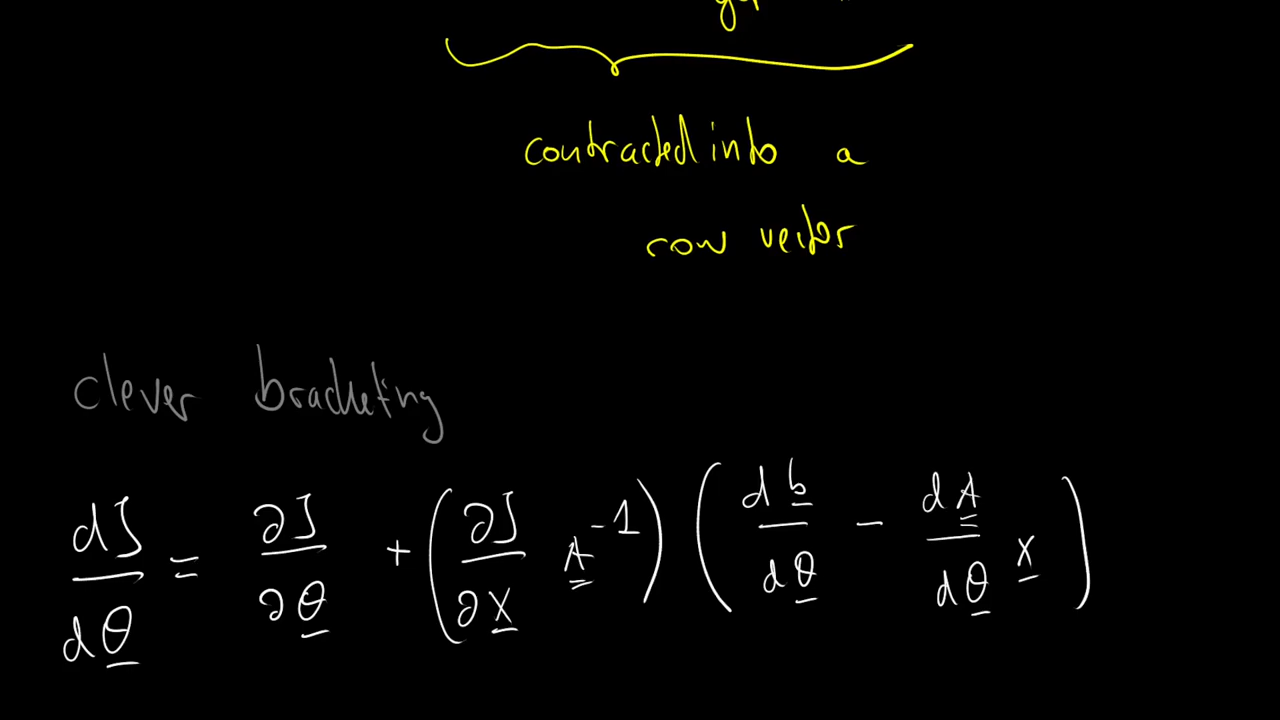 contracted into a
row vector
clever bracketing
dJ/dθ = ∂J/∂θ + (∂J/∂x A⁻¹) (db/dθ − dA/dθ x)